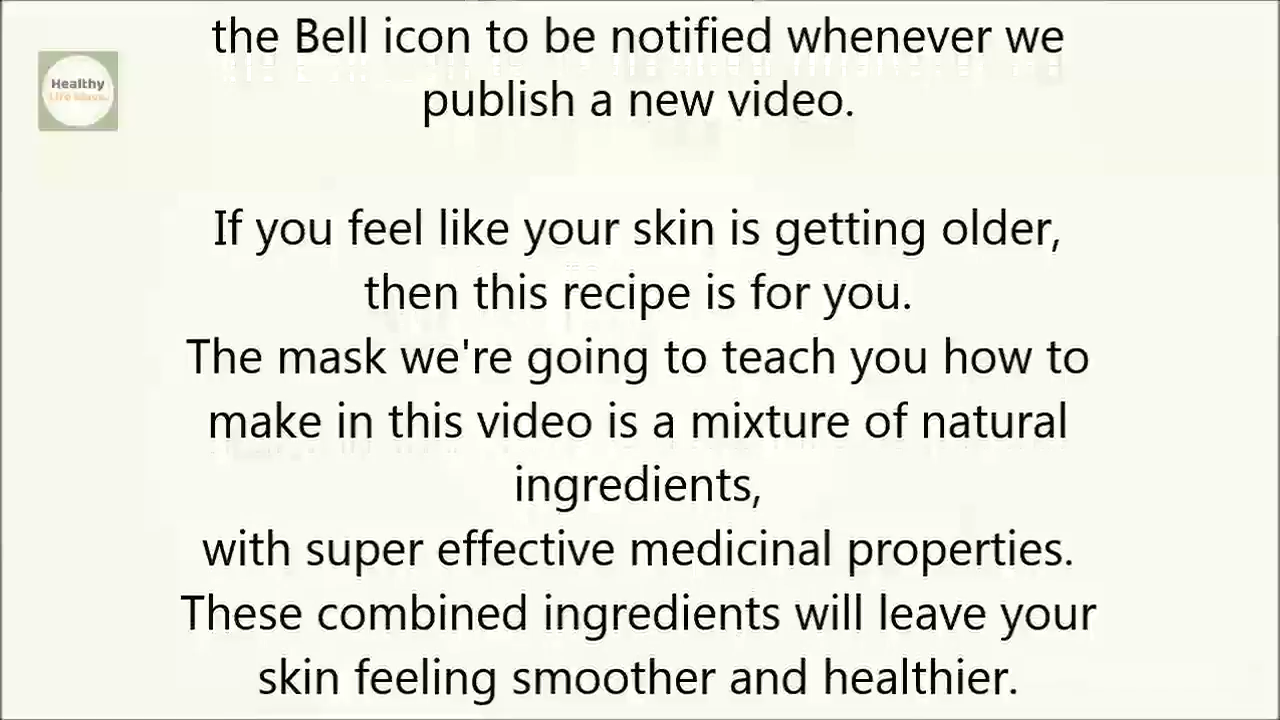 the Bell icon to be notified whenever we
publish a new video.
Healthy
If you feel like your skin is getting older,
then this recipe is for you.
The mask we're going to teach you how to
make in this video is a mixture of natural
ingredients,
with super effective medicinal properties.
These combined ingredients will leave your
skin feeling smoother and healthier.